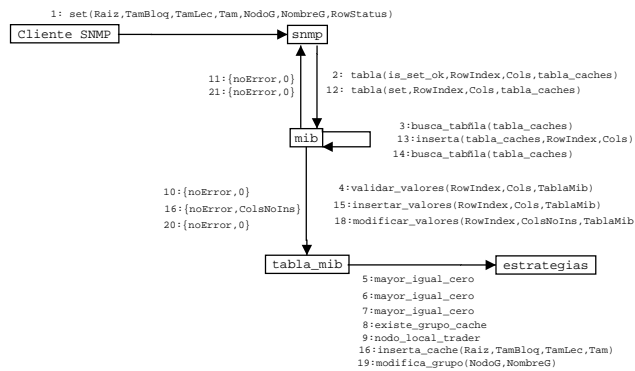 1: set(Raiz,TamBloq,TamLec,Tam,NodoG,NombreG,RowStatus)
Cliente SNMP
snmp
11:{noError,0}
21:{noError,0}
2: tabla(is_set_ok,RowIndex,Cols,tabla_caches)
12: tabla(set,RowIndex,Cols,tabla_caches)
mib
3:busca_tabñla(tabla_caches)
13:inserta(tabla_caches,RowIndex,Cols)
14:busca_tabñla(tabla_caches)
10:{noError,0}
16:{noError,ColsNoIns}
20:{noError,0}
4:validar_valores(RowIndex,Cols,TablaMib)
15:insertar_valores(RowIndex,Cols,TablaMib)
18:modificar_valores(RowIndex,ColsNoIns,TablaMib
tabla_mib
estrategias
5:mayor_igual_cero
6:mayor_igual_cero
7:mayor_igual_cero
8:existe_grupo_cache
9:nodo_local_trader
16:inserta_cache(Raiz,TamBloq,TamLec,Tam)
19:modifica_grupo(NodoG,NombreG)